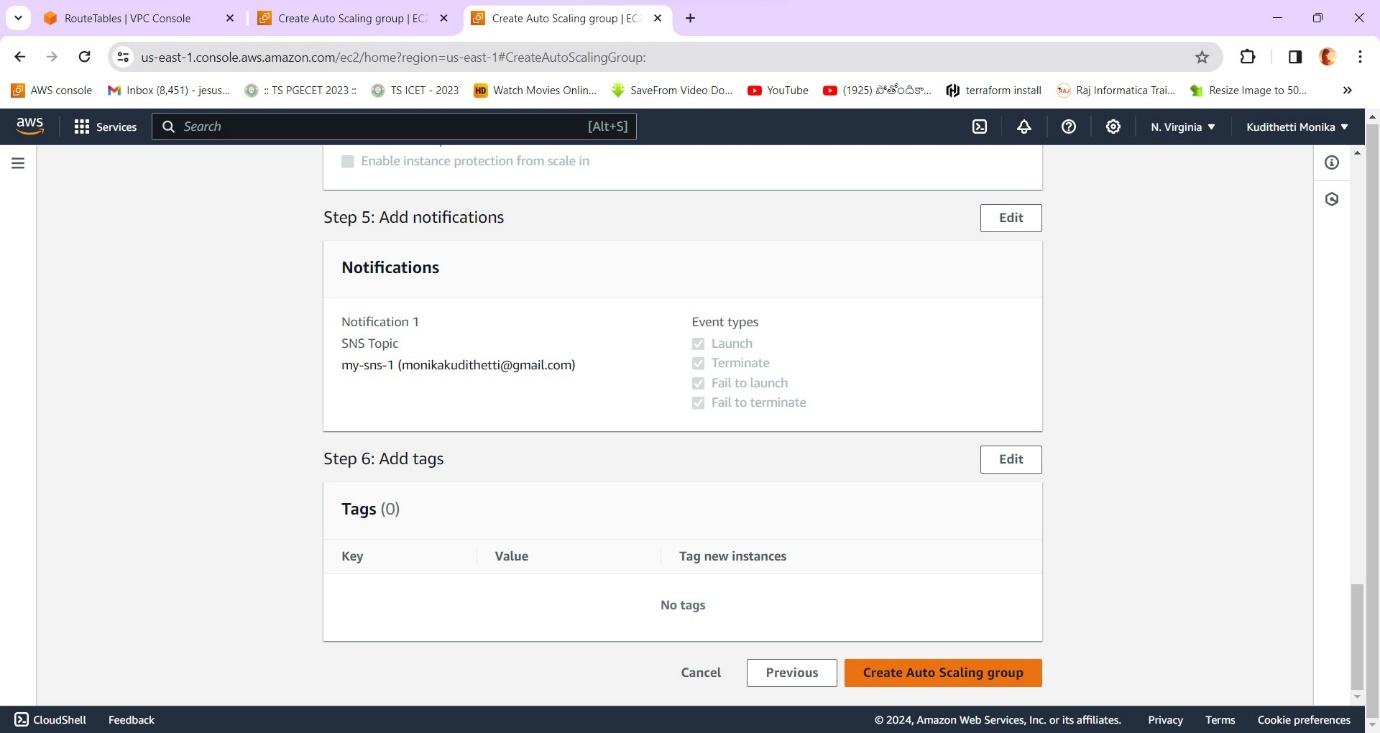 RouteTables | VPC Console
Create Auto Scaling group | EC
Create Auto Scaling group | EC
us-east-1.console.aws.amazon.com/ec2/home?region=us-east-1#CreateAutoScalingGroup:
AWS console
Inbox (8,451) - jesus...
:: TS PGECET 2023 ::
TS ICET - 2023
HD Watch Movies Onlin...
SaveFrom Video Do...
YouTube
(1925) పోతోందికా...
terraform install
Raj Informatica Trai...
Resize Image to 50...
»
aws
Services
Search
[Alt+S]
N. Virginia
Kudithetti Monika
Enable instance protection from scale in
Step 5: Add notifications
Edit
Notifications
Notification 1
SNS Topic
my-sns-1 (monikakudithetti@gmail.com)
Event types
Launch
Terminate
Fail to launch
Fail to terminate
Step 6: Add tags
Edit
Tags (0)
Key Value Tag new instances
No tags
Cancel
Previous
Create Auto Scaling group
CloudShell
Feedback
© 2024, Amazon Web Services, Inc. or its affiliates.
Privacy
Terms
Cookie preferences